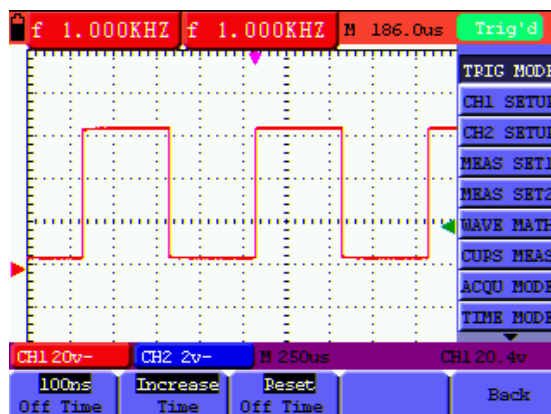 f 1.000KHZ f 1.000KHZ M 186.0us Trig'd
TRIG MODE
CH1 SETUP
CH2 SETUP
MEAS SET1
MEAS SET2
WAVE MATH
CURS MEAS
ACQU MODE
TIME MODE
CH1 20v- CH2 2v- M 250us CH1 20.4v
100ns Increase Reset
Off Time Time Off Time Back